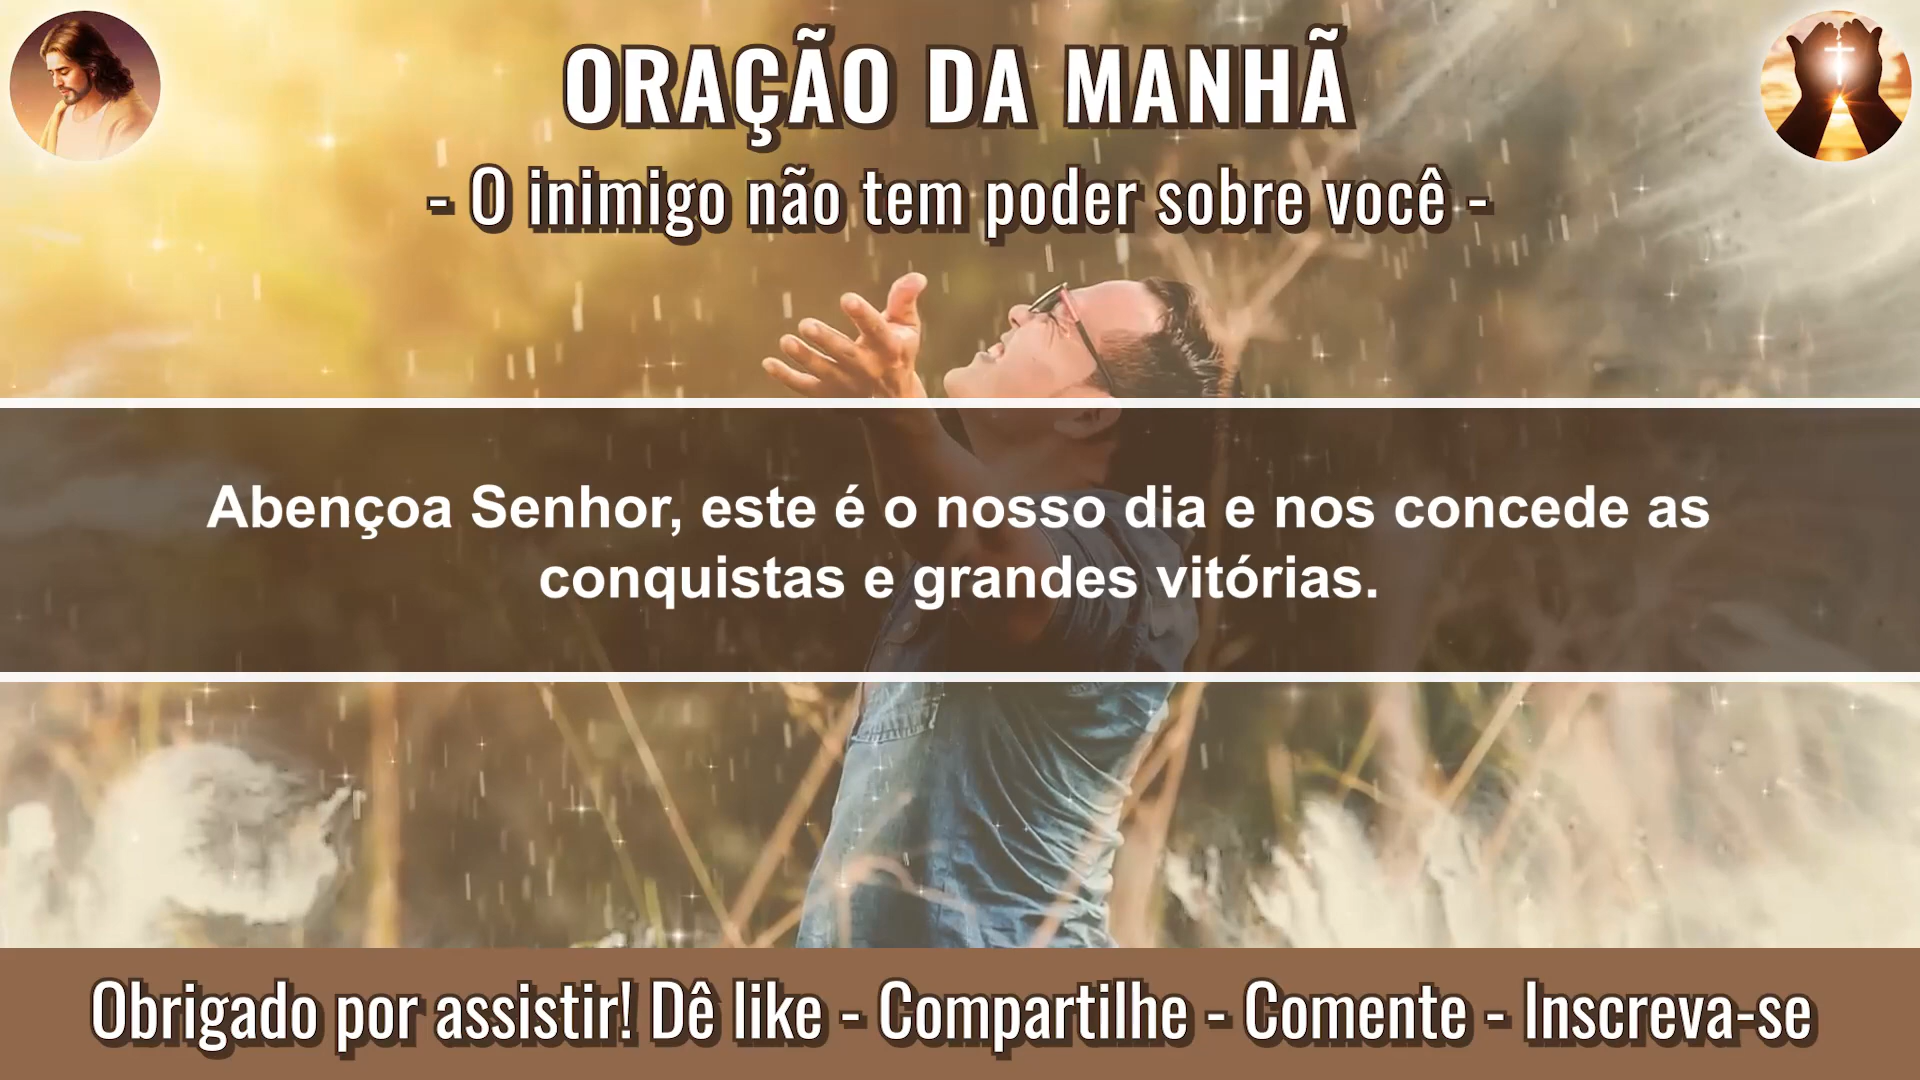 ORAÇÃO DA MANHÃ
- O inimigo não tem poder sobre você -
Abençoa Senhor, este é o nosso dia e nos concede as
conquistas e grandes vitórias.
Obrigado por assistir! Dê like - Compartilhe - Comente - Inscreva-se